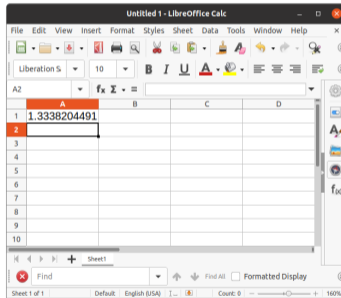 Untitled 1 - LibreOffice Calc
File Edit View Insert Format Styles Sheet Data Tools Window Help
Liberation S 10 B I U A
A2 fx Σ =
A B C D
1 1.3338204491
2
3
4
5
6
7
8
9
10
Sheet1
Find Find All Formatted Display
Sheet 1 of 1 Default English (USA) I... Count: 0 160%